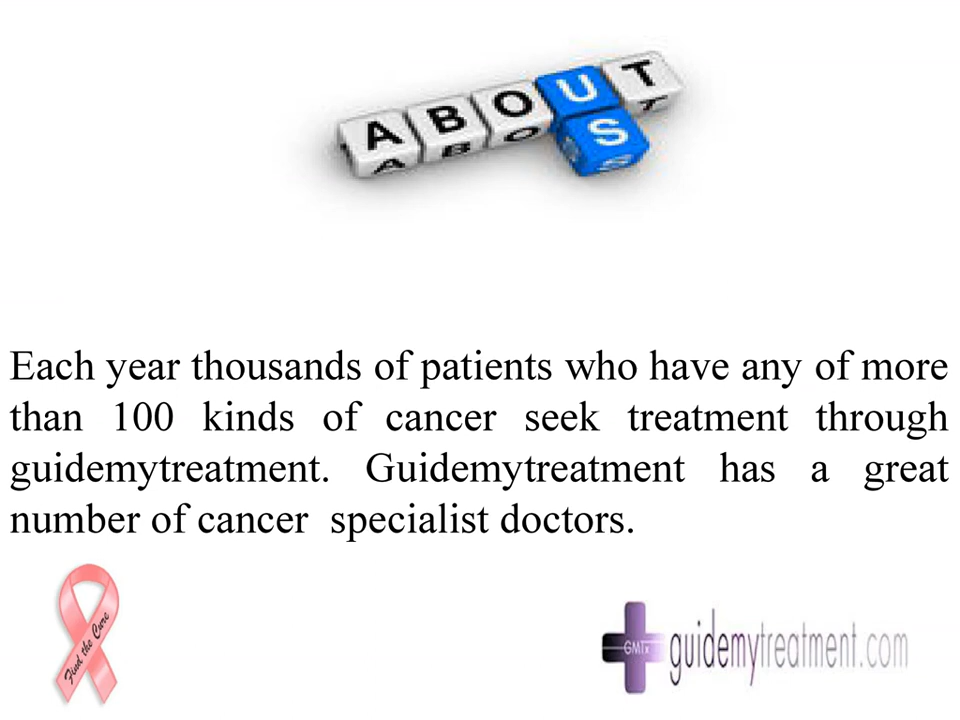 ABOUT
US
Each year thousands of patients who have any of more
than 100 kinds of cancer seek treatment through
guidemytreatment. Guidemytreatment has a great
number of cancer specialist doctors.
Find the Cure
GMTx guidemytreatment.com